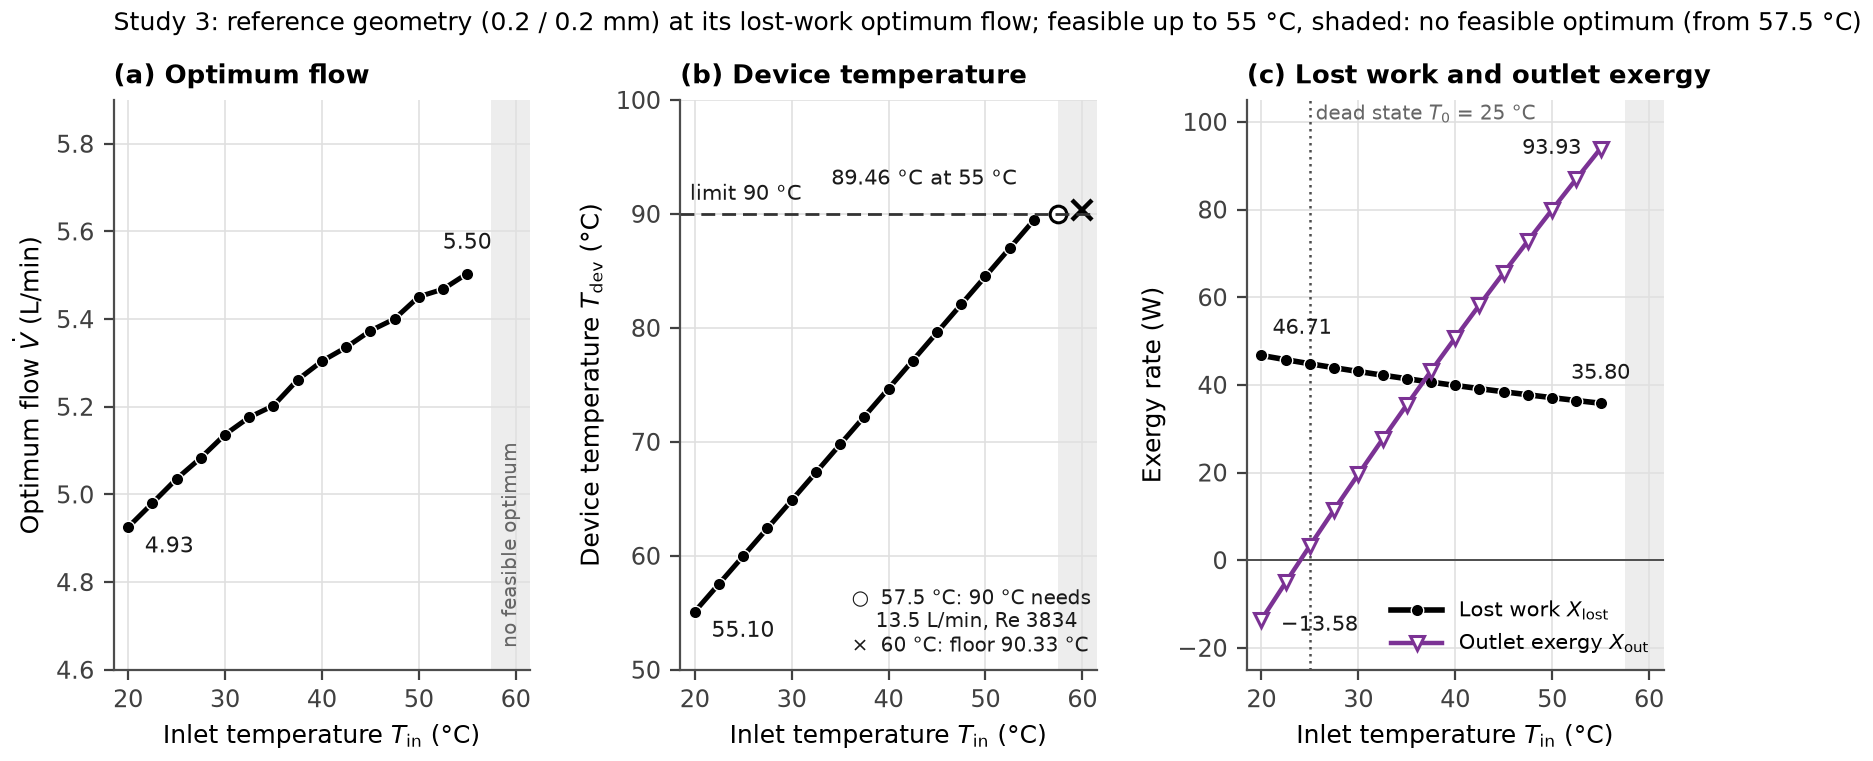 Study 3: reference geometry (0.2 / 0.2 mm) at its lost-work optimum flow; feasible up to 55 °C, shaded: no feasible optimum (from 57.5 °C)
(a) Optimum flow
5.8
5.6
5.4
5.2
5.0
4.8
4.6
Optimum flow V̇ (L/min)
5.50
4.93
no feasible optimum
20 30 40 50 60
Inlet temperature Tin (°C)
(b) Device temperature
100
90
80
70
60
50
Device temperature Tdev (°C)
limit 90 °C
89.46 °C at 55 °C
55.10
○ 57.5 °C: 90 °C needs
13.5 L/min, Re 3834
× 60 °C: floor 90.33 °C
20 30 40 50 60
Inlet temperature Tin (°C)
(c) Lost work and outlet exergy
100
80
60
40
20
0
−20
Exergy rate (W)
dead state T0 = 25 °C
93.93
46.71
35.80
−13.58
Lost work Xlost
Outlet exergy Xout
20 30 40 50 60
Inlet temperature Tin (°C)